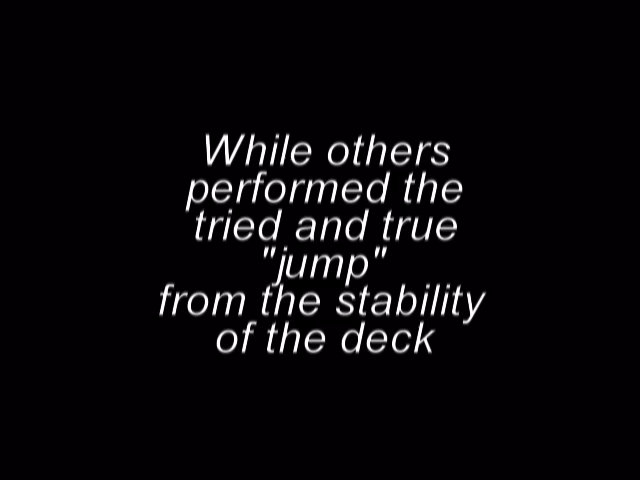 While others
performed the
tried and true
"jump"
from the stability
of the deck